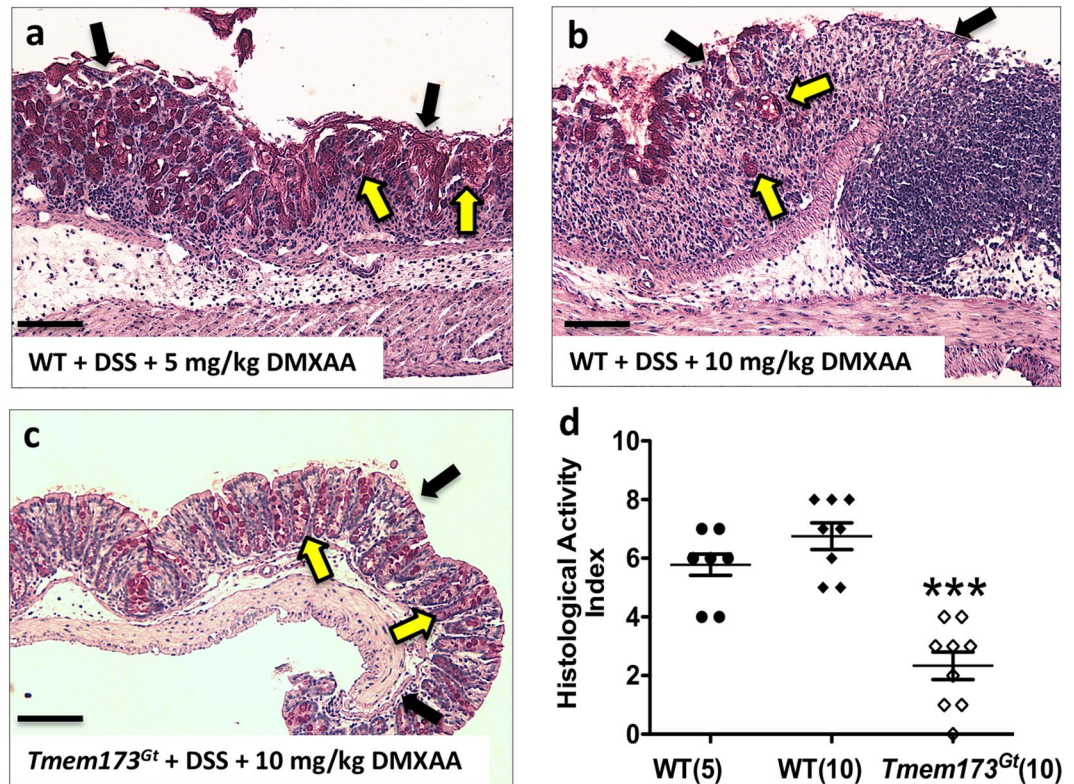 a
WT + DSS + 5 mg/kg DMXAA
b
WT + DSS + 10 mg/kg DMXAA
c
Tmem173Gt + DSS + 10 mg/kg DMXAA
d
Histological Activity
Index
10
8
6
4
2
0
***
WT(5)
WT(10)
Tmem173Gt(10)